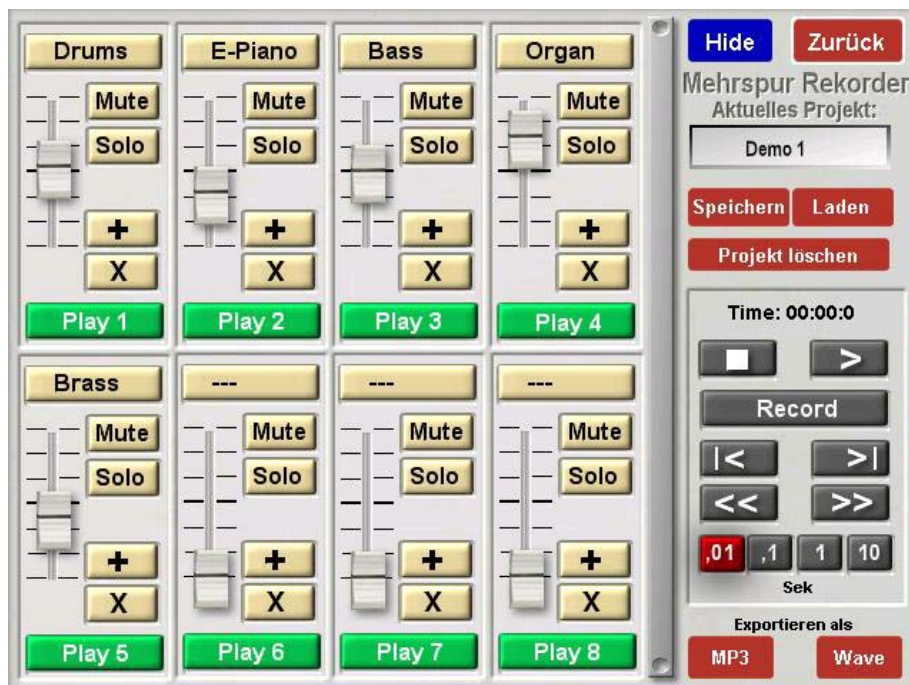 Drums E-Piano Bass Organ
Mute Mute Mute Mute
Solo Solo Solo Solo
+ + + +
X X X X
Play 1 Play 2 Play 3 Play 4
Brass --- --- ---
Mute Mute Mute Mute
Solo Solo Solo Solo
+ + + +
X X X X
Play 5 Play 6 Play 7 Play 8
Hide Zurück
Mehrspur Rekorder
Aktuelles Projekt:
Demo 1
Speichern Laden
Projekt löschen
Time: 00:00:0
>
Record
|< >|
<< >>
,01 ,1 1 10
Sek
Exportieren als
MP3 Wave